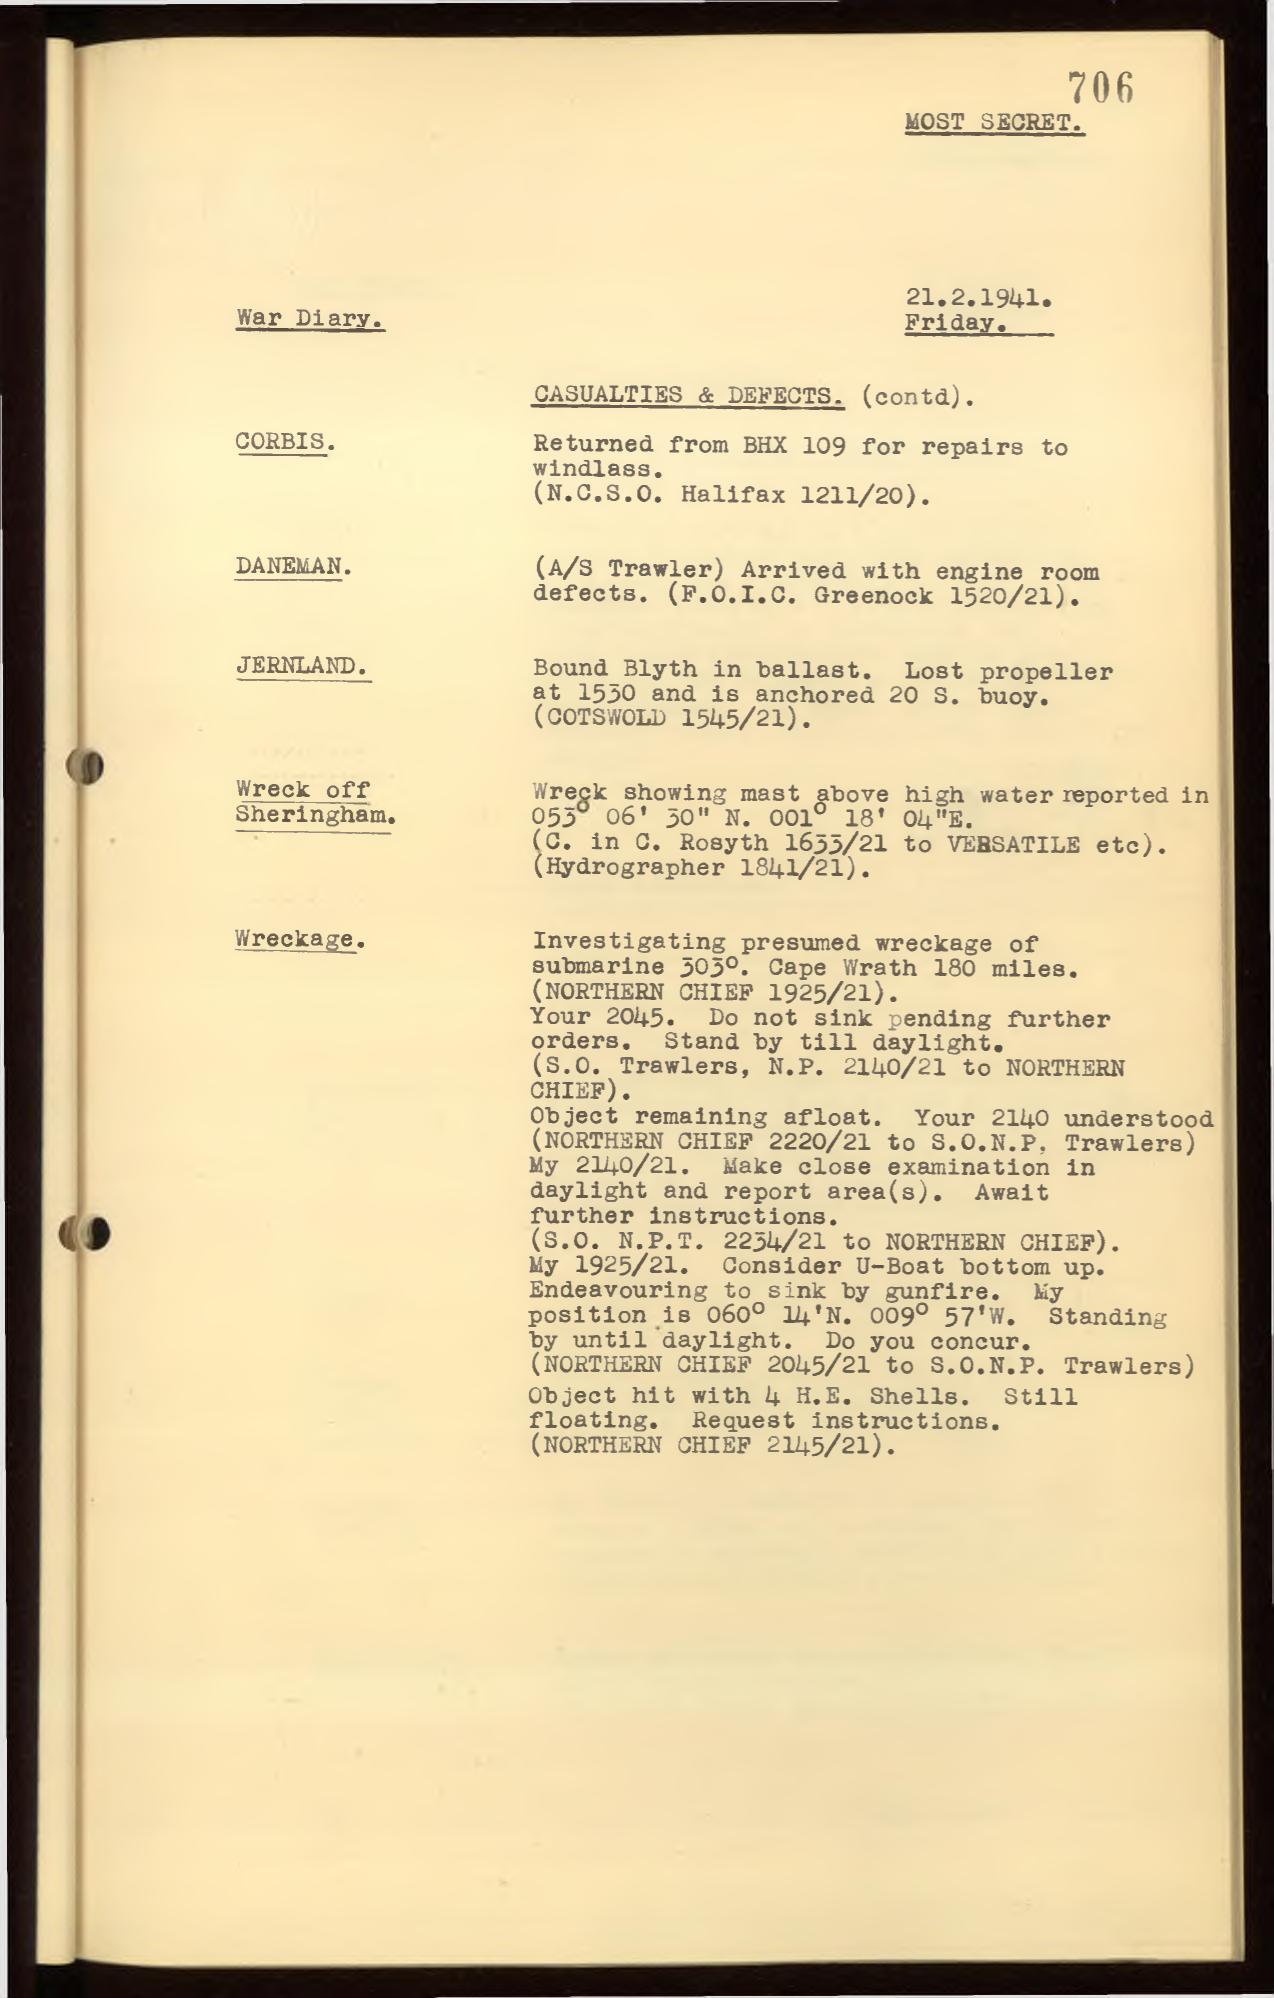 706
MOST SECRET.
War Diary.
21.2.1941.
Friday.
CASUALTIES & DEFECTS. (contd).
CORBIS.
Returned from BHX 109 for repairs to
windlass.
(N.C.S.O. Halifax 1211/20).
DANEMAN.
(A/S Trawler) Arrived with engine room
defects. (F.O.I.C. Greenock 1520/21).
JERNLAND.
Bound Blyth in ballast. Lost propeller
at 1530 and is anchored 20 S. buoy.
(COTSWOLD 1545/21).
Wreck off
Sheringham.
Wreck showing mast above high water reported in
053° 06' 30" N. 001° 18' 04"E.
(C. in C. Rosyth 1633/21 to VERSATILE etc).
(Hydrographer 1841/21).
Wreckage.
Investigating presumed wreckage of
submarine 303°. Cape Wrath 180 miles.
(NORTHERN CHIEF 1925/21).
Your 2045. Do not sink pending further
orders. Stand by till daylight.
(S.O. Trawlers, N.P. 2140/21 to NORTHERN
CHIEF).
Object remaining afloat. Your 2140 understood
(NORTHERN CHIEF 2220/21 to S.O.N.P. Trawlers)
My 2140/21. Make close examination in
daylight and report area(s). Await
further instructions.
(S.O. N.P.T. 2234/21 to NORTHERN CHIEF).
My 1925/21. Consider U-Boat bottom up.
Endeavouring to sink by gunfire. My
position is 060° 14'N. 009° 57'W. Standing
by until daylight. Do you concur.
(NORTHERN CHIEF 2045/21 to S.O.N.P. Trawlers)
Object hit with 4 H.E. Shells. Still
floating. Request instructions.
(NORTHERN CHIEF 2145/21).